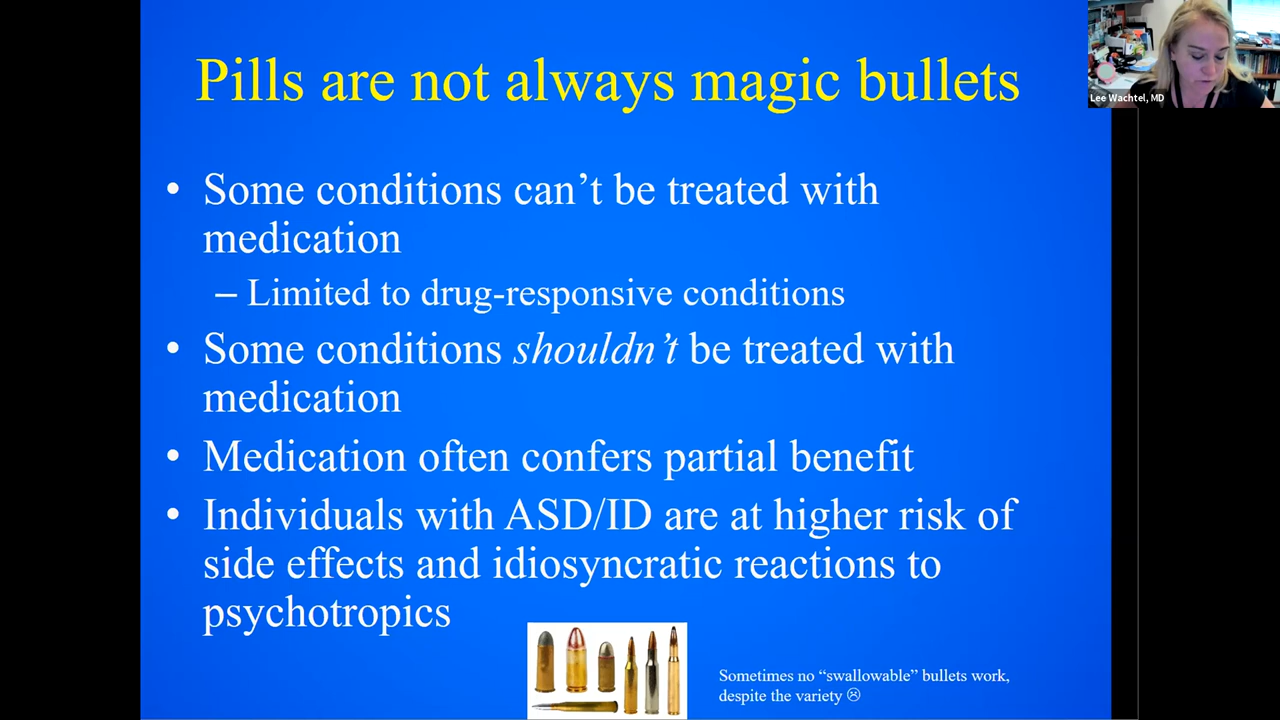 Pills are not always magic bullets
Lee Wachtel, MD
• Some conditions can’t be treated with
medication
– Limited to drug-responsive conditions
• Some conditions shouldn’t be treated with
medication
• Medication often confers partial benefit
• Individuals with ASD/ID are at higher risk of
side effects and idiosyncratic reactions to
psychotropics
Sometimes no “swallowable” bullets work,
despite the variety ☹